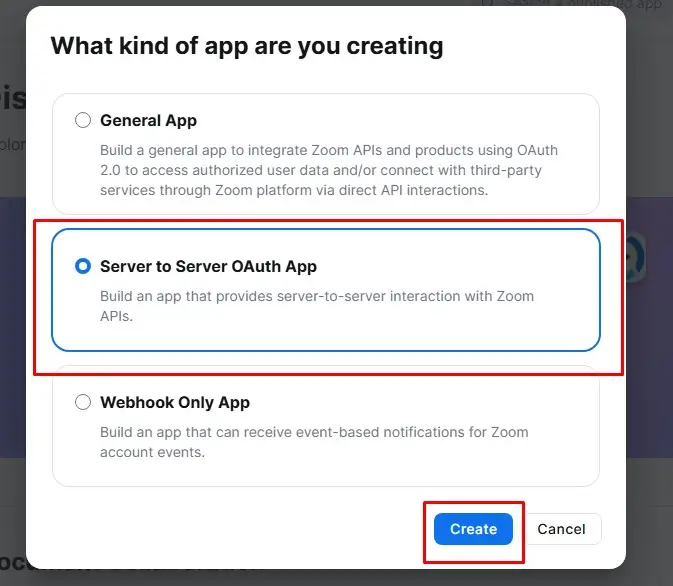 What kind of app are you creating
General App
Build a general app to integrate Zoom APIs and products using OAuth
2.0 to access authorized user data and/or connect with third-party
services through Zoom platform via direct API interactions.
Server to Server OAuth App
Build an app that provides server-to-server interaction with Zoom
APIs.
Webhook Only App
Build an app that can receive event-based notifications for Zoom
account events.
Create
Cancel